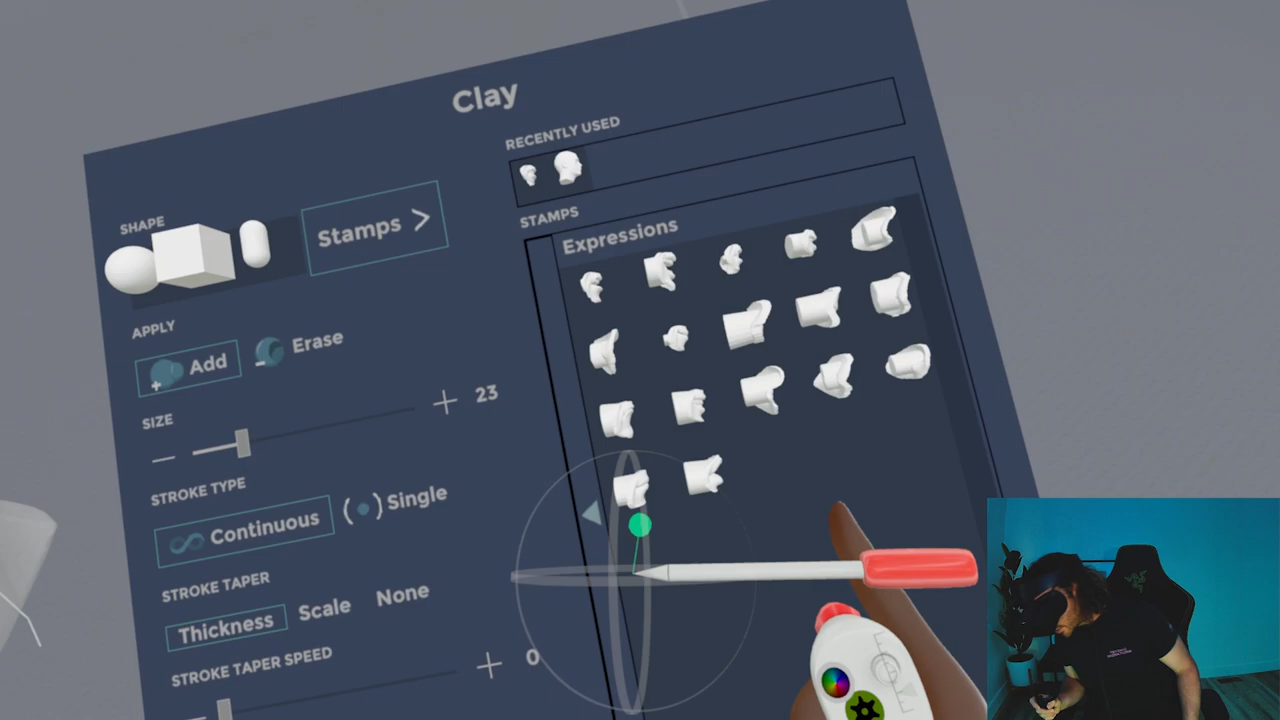 Clay
RECENTLY USED
SHAPE
Stamps >
STAMPS
Expressions
APPLY
Add
Erase
SIZE
23
STROKE TYPE
Continuous
Single
STROKE TAPER
Thickness
Scale
None
STROKE TAPER SPEED
0